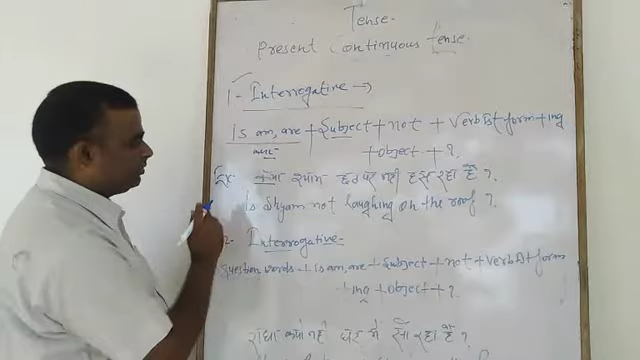 Tense.
Present Continuous tense.
1- Interrogative →
Is am, are + Subject + not + Verb Ist form + ing
+ object + ?
क्या श्याम छत पर नहीं हंस रहा है ?
Is Shyam not laughing on the roof ?
2- Interrogative -
Question words + is am, are + Subject + not + Verb Ist form
+ ing + object + ?
राधा क्यों नहीं घर में सो रहा है ?